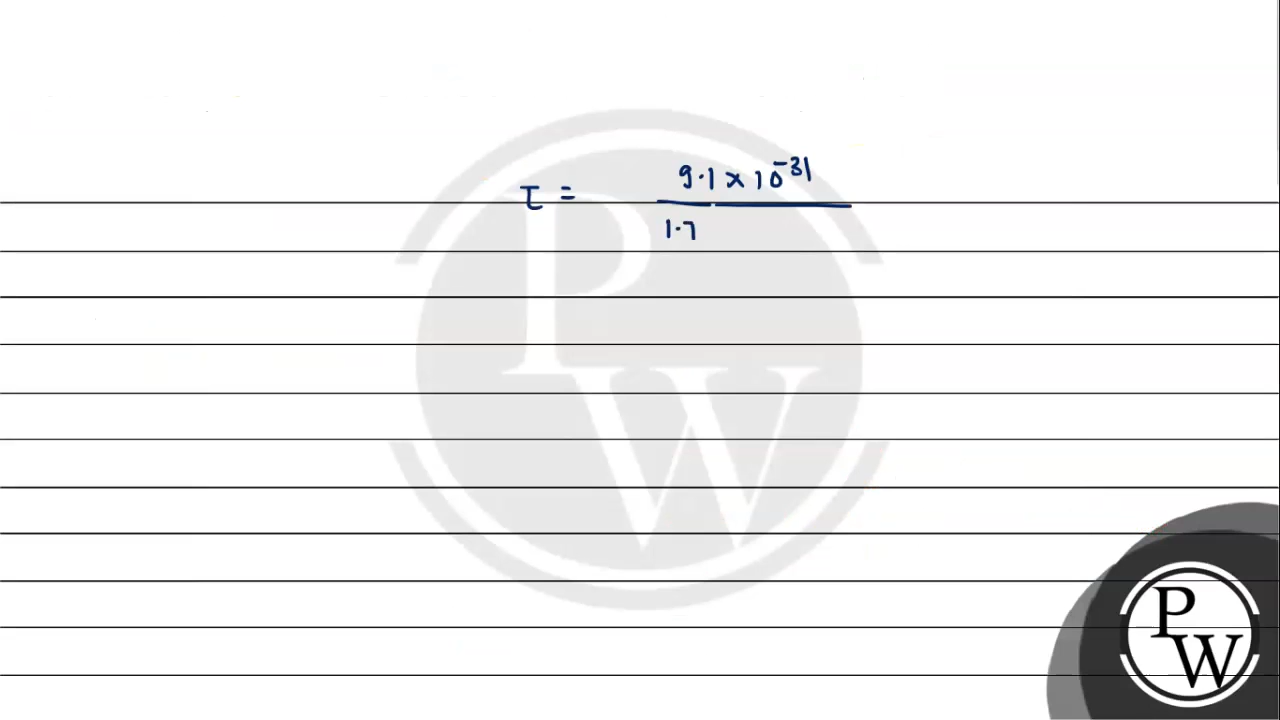 τ = 9.1 × 10⁻³¹
1.7
P
W
P
W